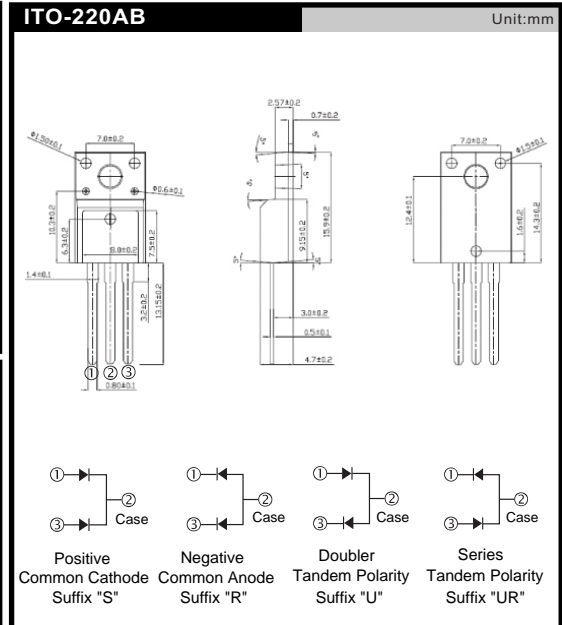 ITO-220AB
Unit:mm
2.57±0.2
0.7±0.2
Φ1.50±0.1
7.0±0.2
7.0±0.2
Φ1.5±0.1
Φ0.6±0.1
10.3±0.2
6.3±0.2
8.0±0.2
7.5±0.2
9.15±0.2
15.9±0.2
12.4±0.1
1.6±0.2
14.3±0.2
1.4±0.1
3.2±0.2
13.15±0.2
3.0±0.2
0.5±0.1
4.7±0.2
① ② ③
0.80±0.1
① ② ③ Case
① ② ③ Case
① ② ③ Case
① ② ③ Case
Positive
Common Cathode
Suffix "S"
Negative
Common Anode
Suffix "R"
Doubler
Tandem Polarity
Suffix "U"
Series
Tandem Polarity
Suffix "UR"